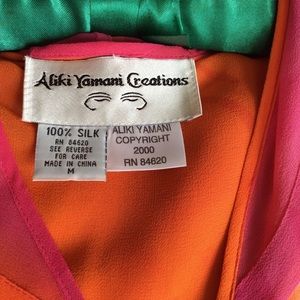 Aliki Yamani Creations
100% SILK
RN 84620
SEE REVERSE
FOR CARE
MADE IN CHINA
M
ALIKI YAMANI
COPYRIGHT
2000
RN 84620